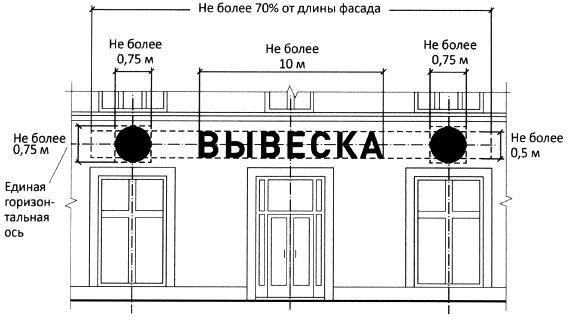 Не более 70% от длины фасада
Не более
0,75 м
Не более
10 м
Не более
0,75 м
Не более
0,75 м
ВЫВЕСКА
Не более
0,5 м
Единая
горизон-
тальная
ось